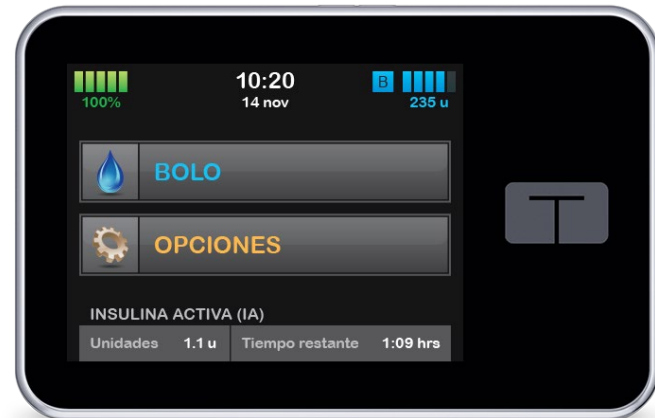 10:20
B
100%
14 nov
235 u
BOLO
OPCIONES
INSULINA ACTIVA (IA)
Unidades 1.1 u Tiempo restante 1:09 hrs